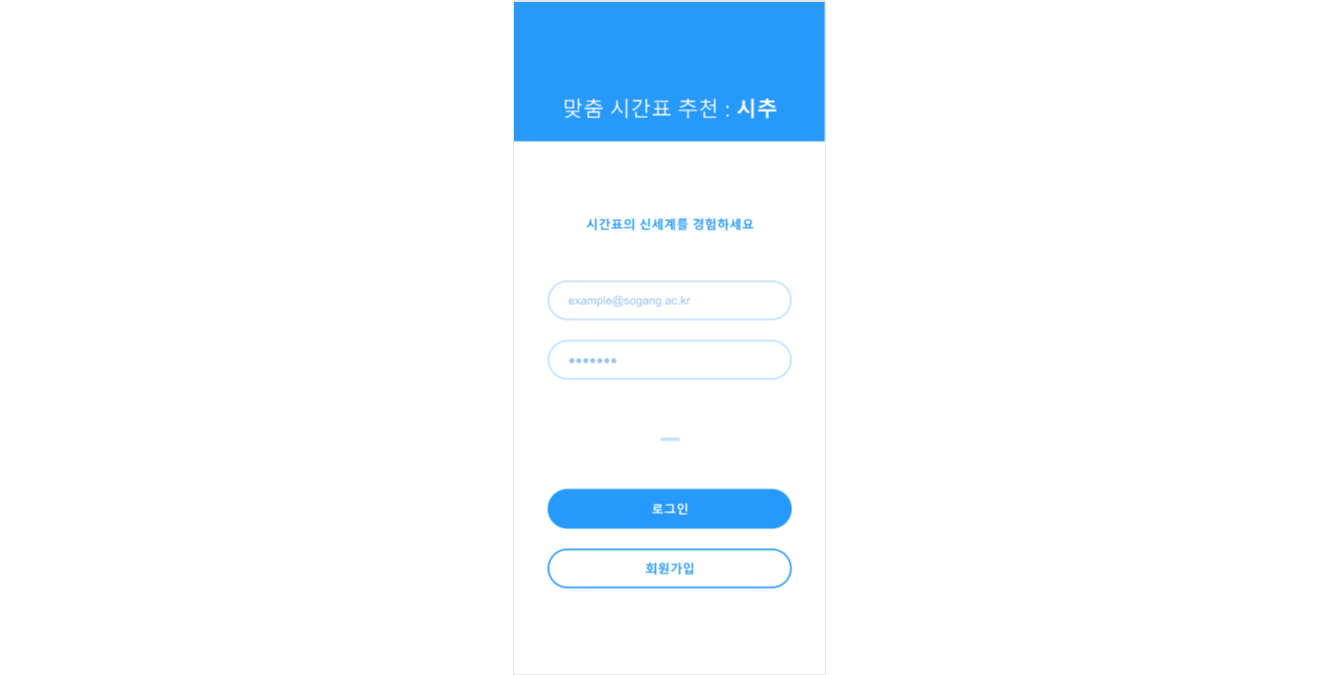 맞춤 시간표 추천 : 시추
시간표의 신세계를 경험하세요
example@sogang.ac.kr
●●●●●●●
로그인
회원가입